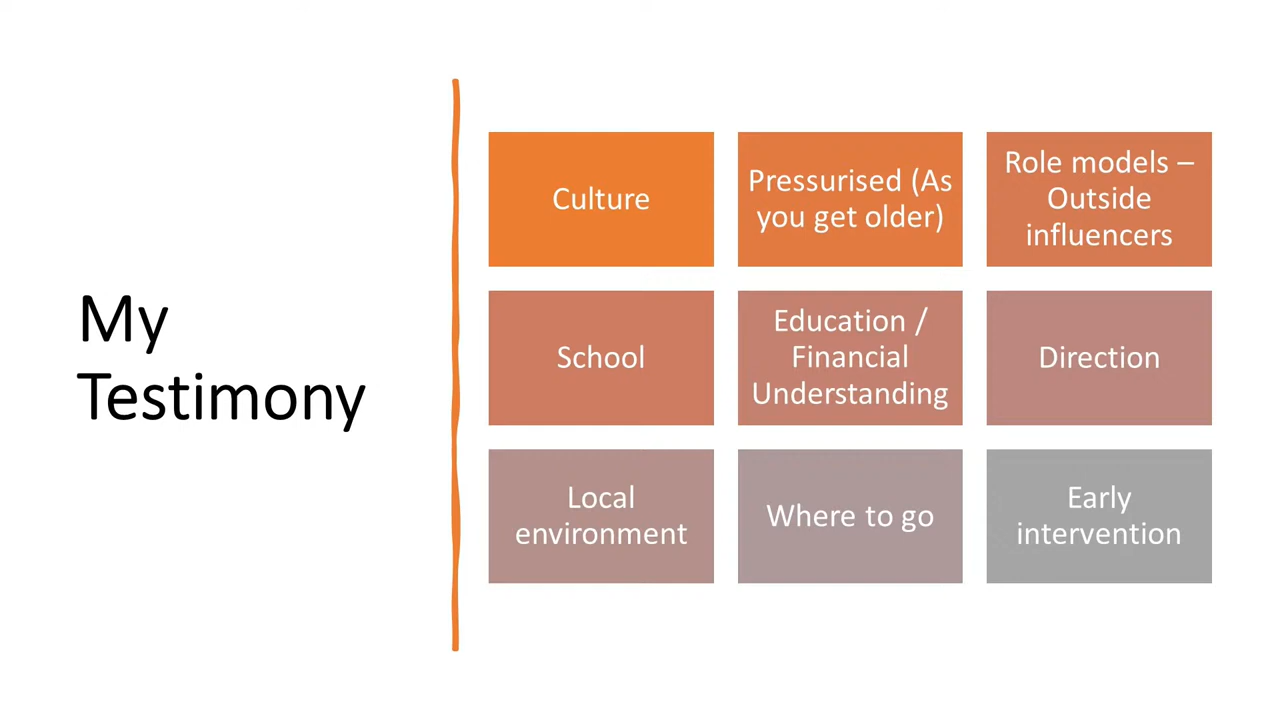 My
Testimony
Culture
Pressurised (As
you get older)
Role models –
Outside
influencers
School
Education /
Financial
Understanding
Direction
Local
environment
Where to go
Early
intervention